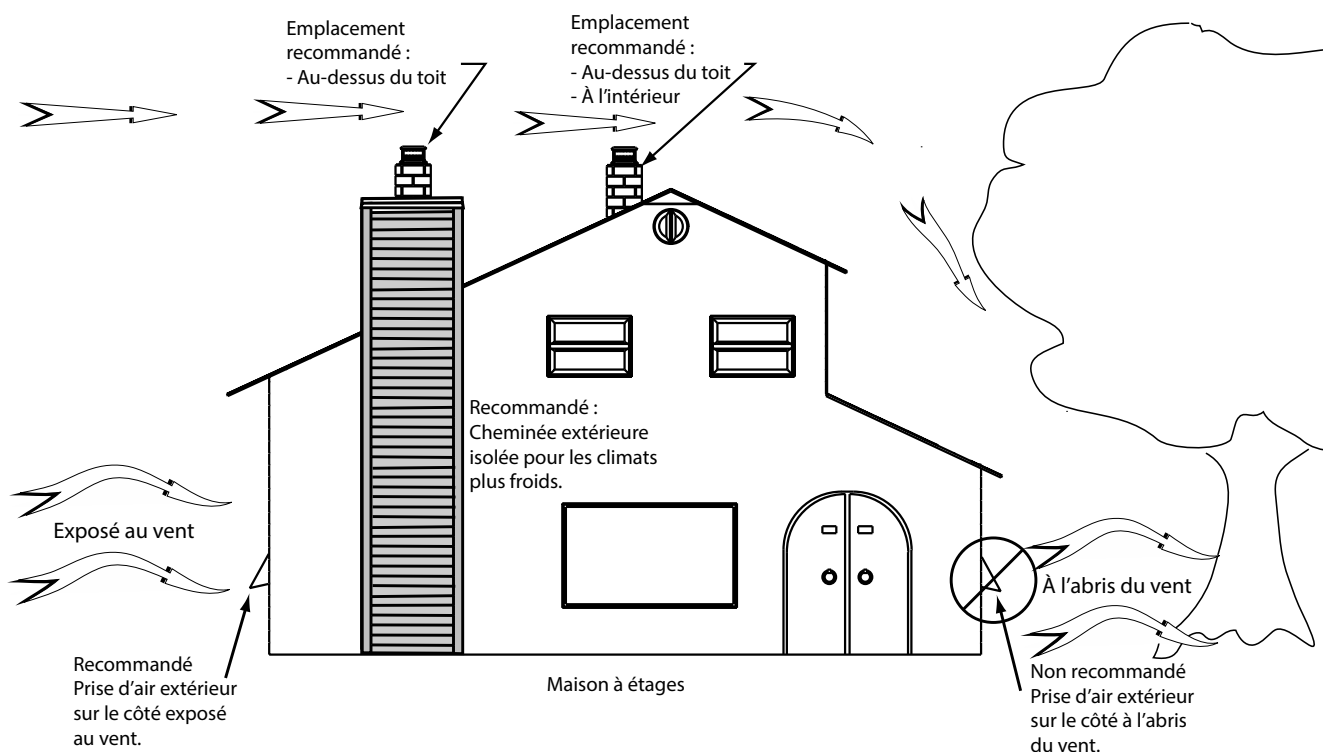 Emplacement
recommandé :
- Au-dessus du toit
Emplacement
recommandé :
- Au-dessus du toit
- À l'intérieur
Recommandé :
Cheminée extérieure
isolée pour les climats
plus froids.
Exposé au vent
À l'abris du vent
Recommandé
Prise d'air extérieur
sur le côté exposé
au vent.
Maison à étages
Non recommandé
Prise d'air extérieur
sur le côté à l'abris
du vent.